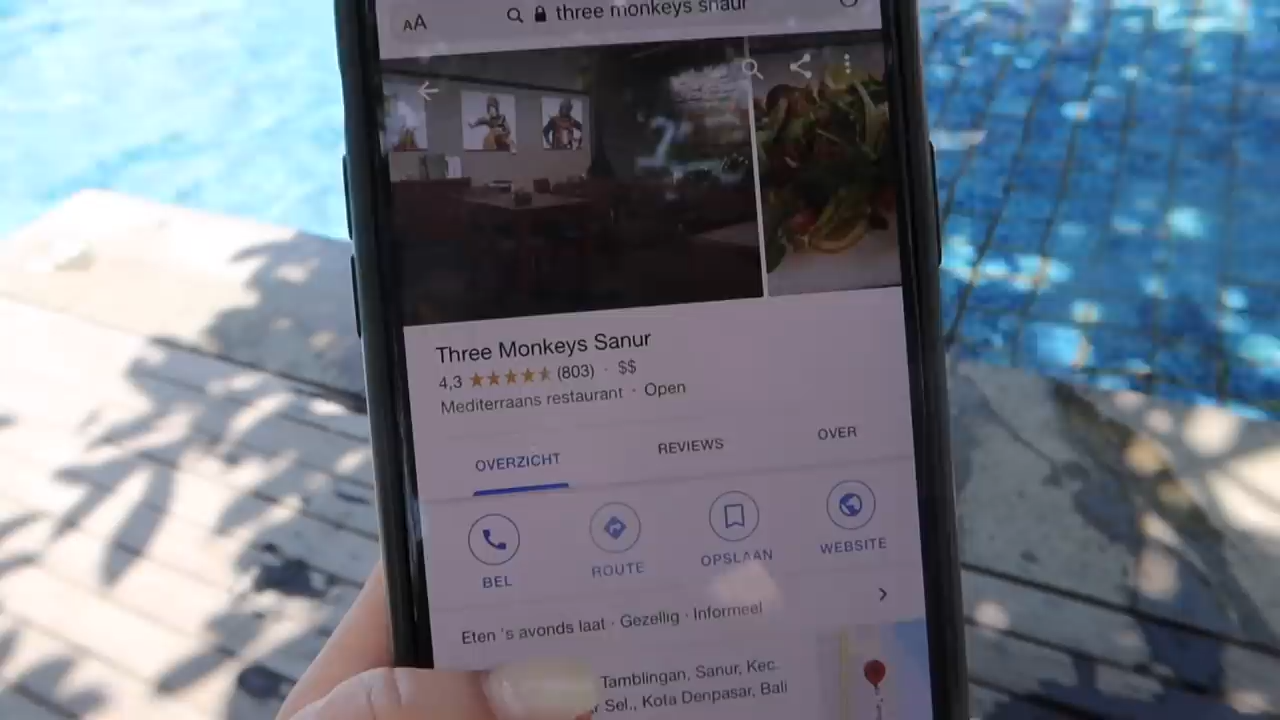 AA three monkeys snaur
Three Monkeys Sanur
4,3 (803) · $$
Mediterraans restaurant · Open
OVERZICHT REVIEWS OVER
BEL ROUTE OPSLAAN WEBSITE
Eten 's avonds laat · Gezellig · Informeel
Tamblingan, Sanur, Kec.
Sel., Kota Denpasar, Bali